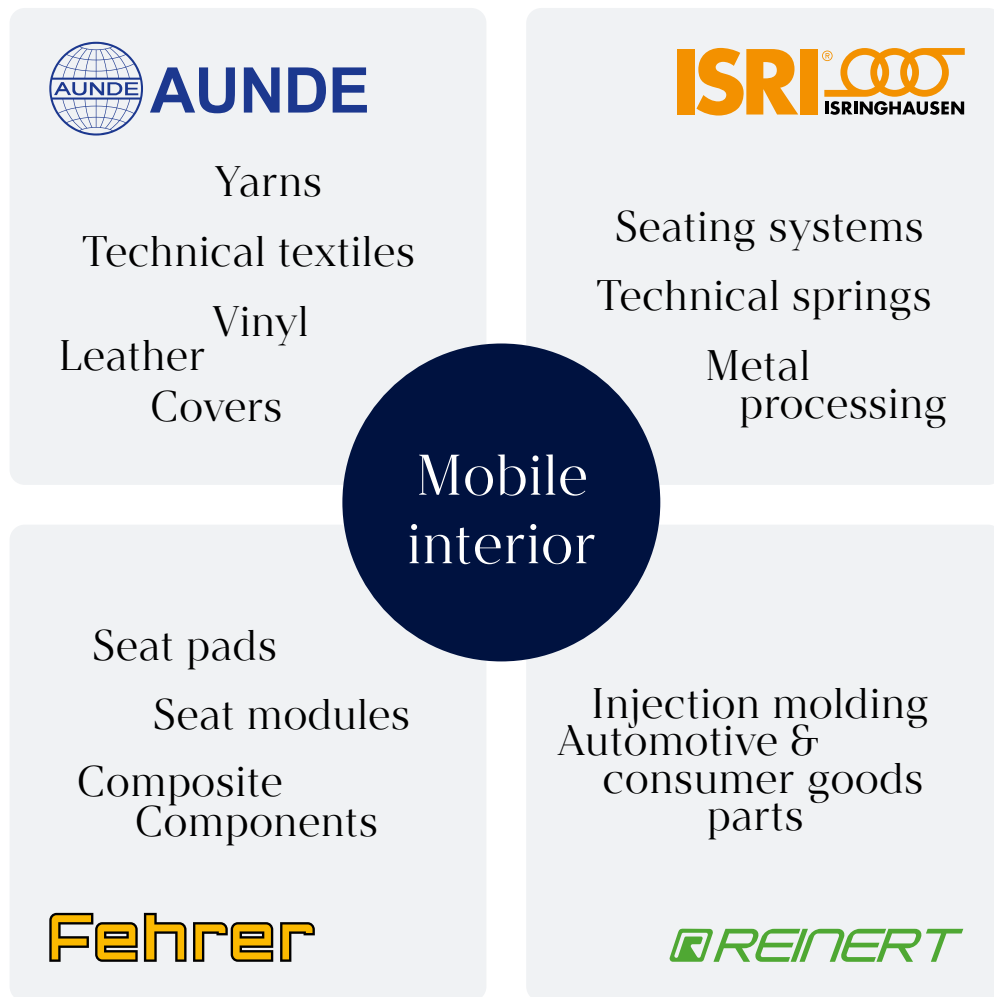 AUNDE AUNDE
Yarns
Technical textiles
Vinyl
Leather
Covers
ISRI® ISRINGHAUSEN
Seating systems
Technical springs
Metal
processing
Mobile
interior
Seat pads
Seat modules
Composite
Components
Fehrer
Injection molding
Automotive &
consumer goods
parts
REINERT